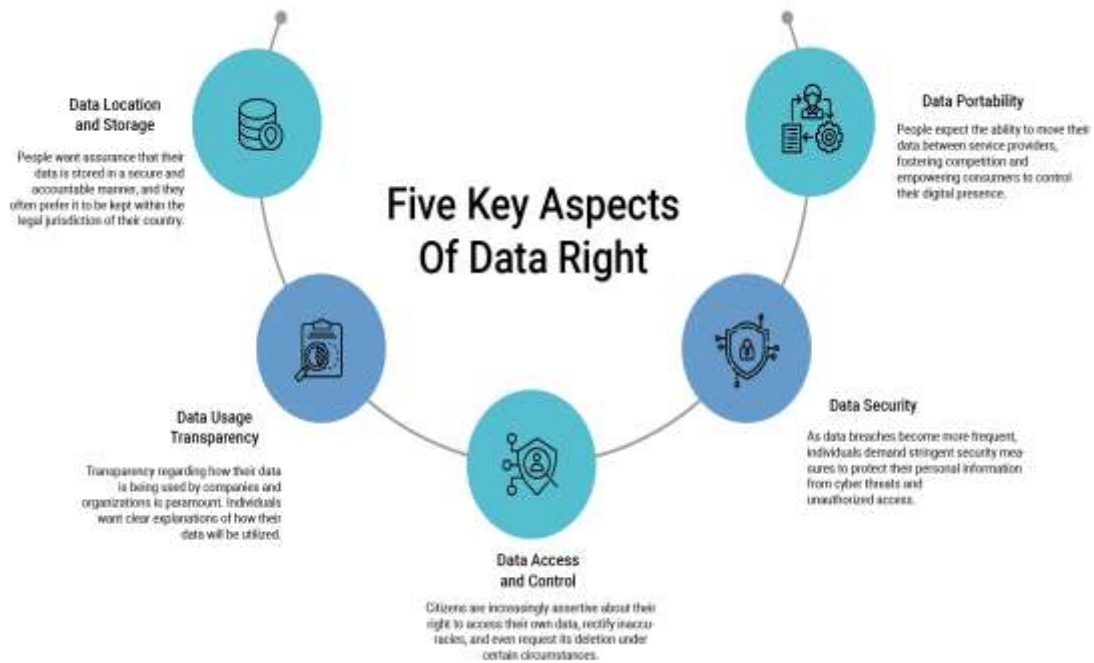 Five Key Aspects
Of Data Right
Data Location
and Storage
People want assurance that their
data is stored in a secure and
accountable manner, and they
often prefer it to be kept within the
legal jurisdiction of their country.
Data Usage
Transparency
Transparency regarding how their data
is being used by companies and
organizations is paramount. Individuals
want clear explanations of how their
data will be utilized.
Data Access
and Control
Citizens are increasingly assertive about their
right to access their own data, rectify inaccu-
racies, and even request its deletion under
certain circumstances.
Data Security
As data breaches become more frequent,
individuals demand stringent security mea-
sures to protect their personal information
from cyber threats and
unauthorized access.
Data Portability
People expect the ability to move their
data between service providers,
fostering competition and
empowering consumers to control
their digital presence.